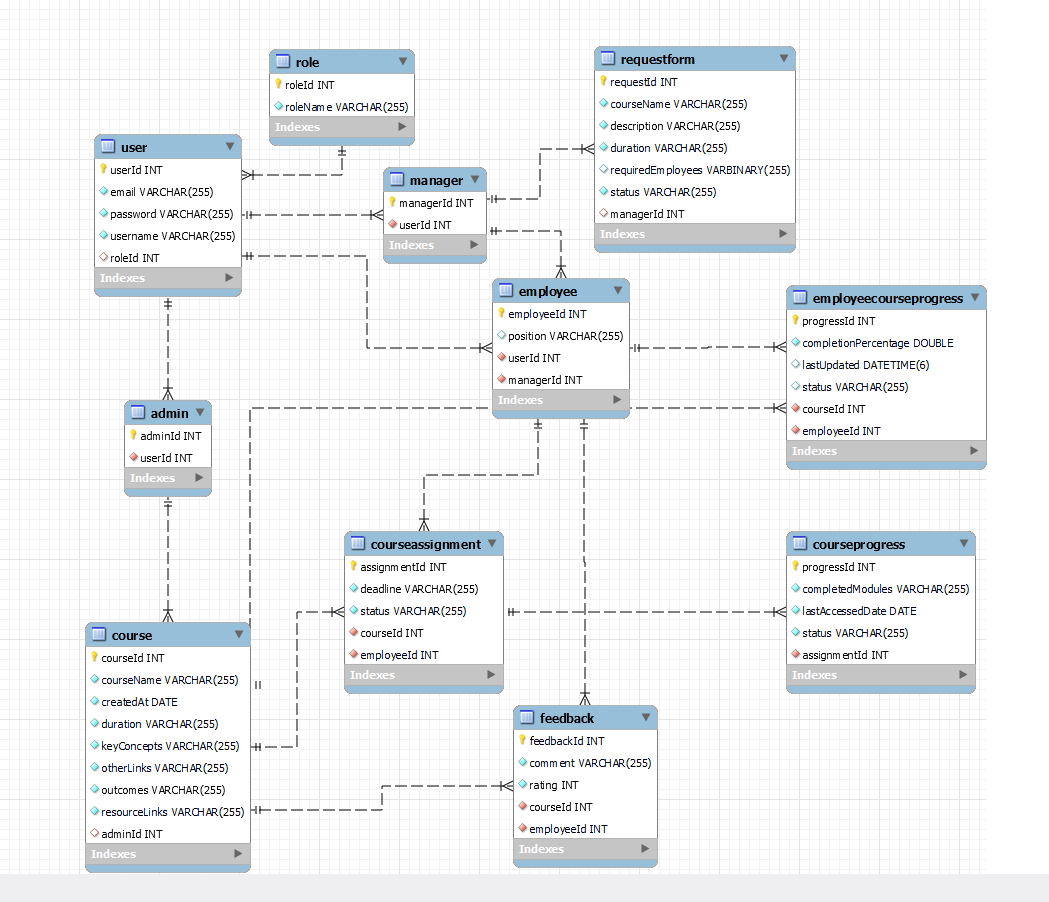 role
roleId INT
roleName VARCHAR(255)
Indexes
requestform
requestId INT
courseName VARCHAR(255)
description VARCHAR(255)
duration VARCHAR(255)
requiredEmployees VARBINARY(255)
status VARCHAR(255)
managerId INT
Indexes
user
userId INT
email VARCHAR(255)
password VARCHAR(255)
username VARCHAR(255)
roleId INT
Indexes
manager
managerId INT
userId INT
Indexes
employee
employeeId INT
position VARCHAR(255)
userId INT
managerId INT
Indexes
employeecourseprogress
progressId INT
completionPercentage DOUBLE
lastUpdated DATETIME(6)
status VARCHAR(255)
courseId INT
employeeId INT
Indexes
admin
adminId INT
userId INT
Indexes
courseassignment
assignmentId INT
deadline VARCHAR(255)
status VARCHAR(255)
courseId INT
employeeId INT
Indexes
courseprogress
progressId INT
completedModules VARCHAR(255)
lastAccessedDate DATE
status VARCHAR(255)
assignmentId INT
Indexes
course
courseId INT
courseName VARCHAR(255)
createdAt DATE
duration VARCHAR(255)
keyConcepts VARCHAR(255)
otherLinks VARCHAR(255)
outcomes VARCHAR(255)
resourceLinks VARCHAR(255)
adminId INT
Indexes
feedback
feedbackId INT
comment VARCHAR(255)
rating INT
courseId INT
employeeId INT
Indexes